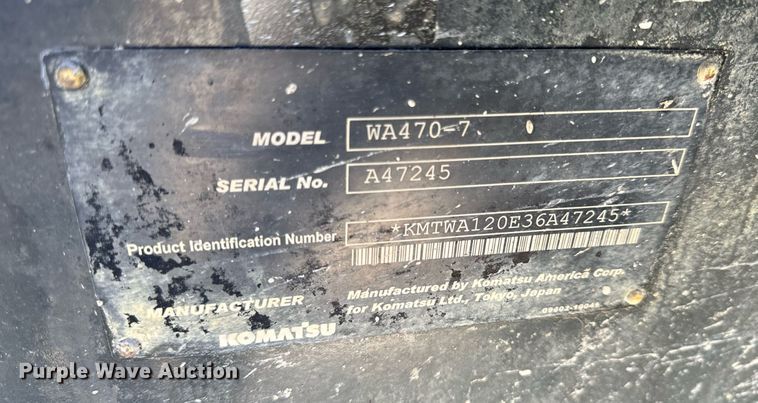 MODEL WA470-7
SERIAL No. A47245
Product Identification Number *KMTWA120E36A47245*
MANUFACTURER Manufactured by Komatsu America Corp.
for Komatsu Ltd., Tokyo, Japan
KOMATSU
Purple Wave Auction